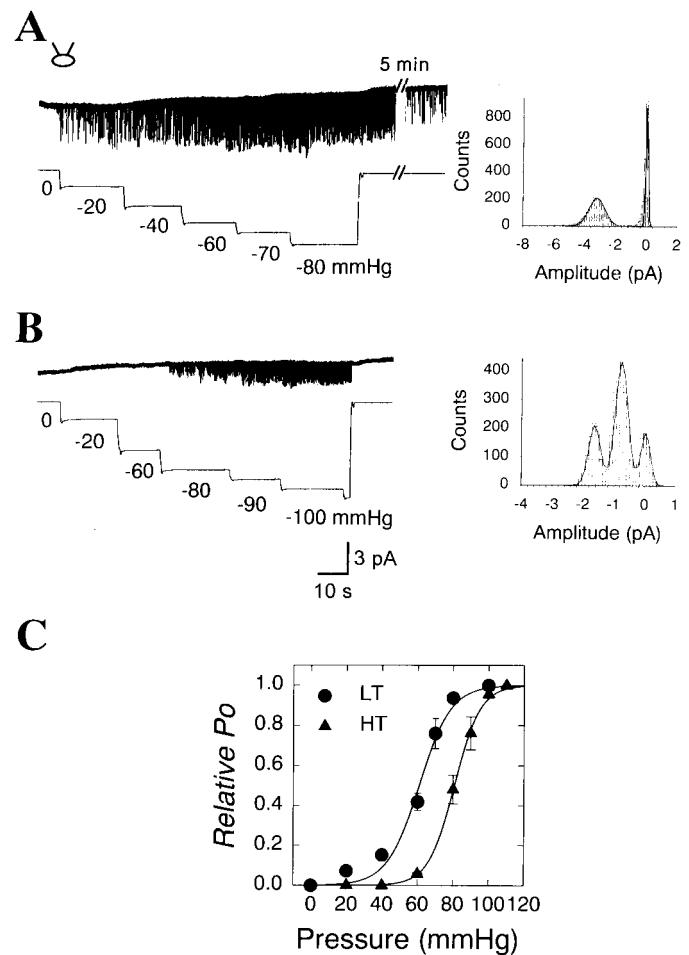 A
5 min
0
-20
-40
-60
-70
-80 mmHg
Counts
800
600
400
200
0
-8 -6 -4 -2 0 2
Amplitude (pA)
B
0
-20
-60
-80
-90
-100 mmHg
3 pA
10 s
Counts
400
300
200
100
0
-4 -3 -2 -1 0 1
Amplitude (pA)
C
Relative Po
1.0
0.8
0.6
0.4
0.2
0.0
LT
HT
0 20 40 60 80 100 120
Pressure (mmHg)